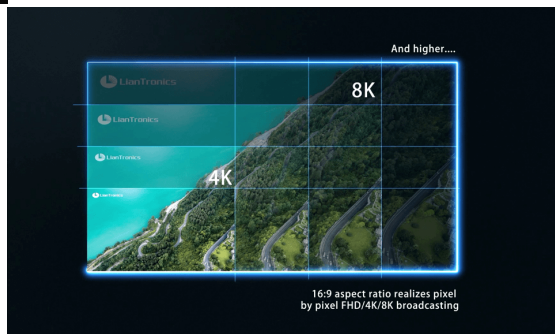 And higher....
LianTronics
8K
LianTronics
LianTronics
4K
LianTronics
16:9 aspect ratio realizes pixel
by pixel FHD/4K/8K broadcasting